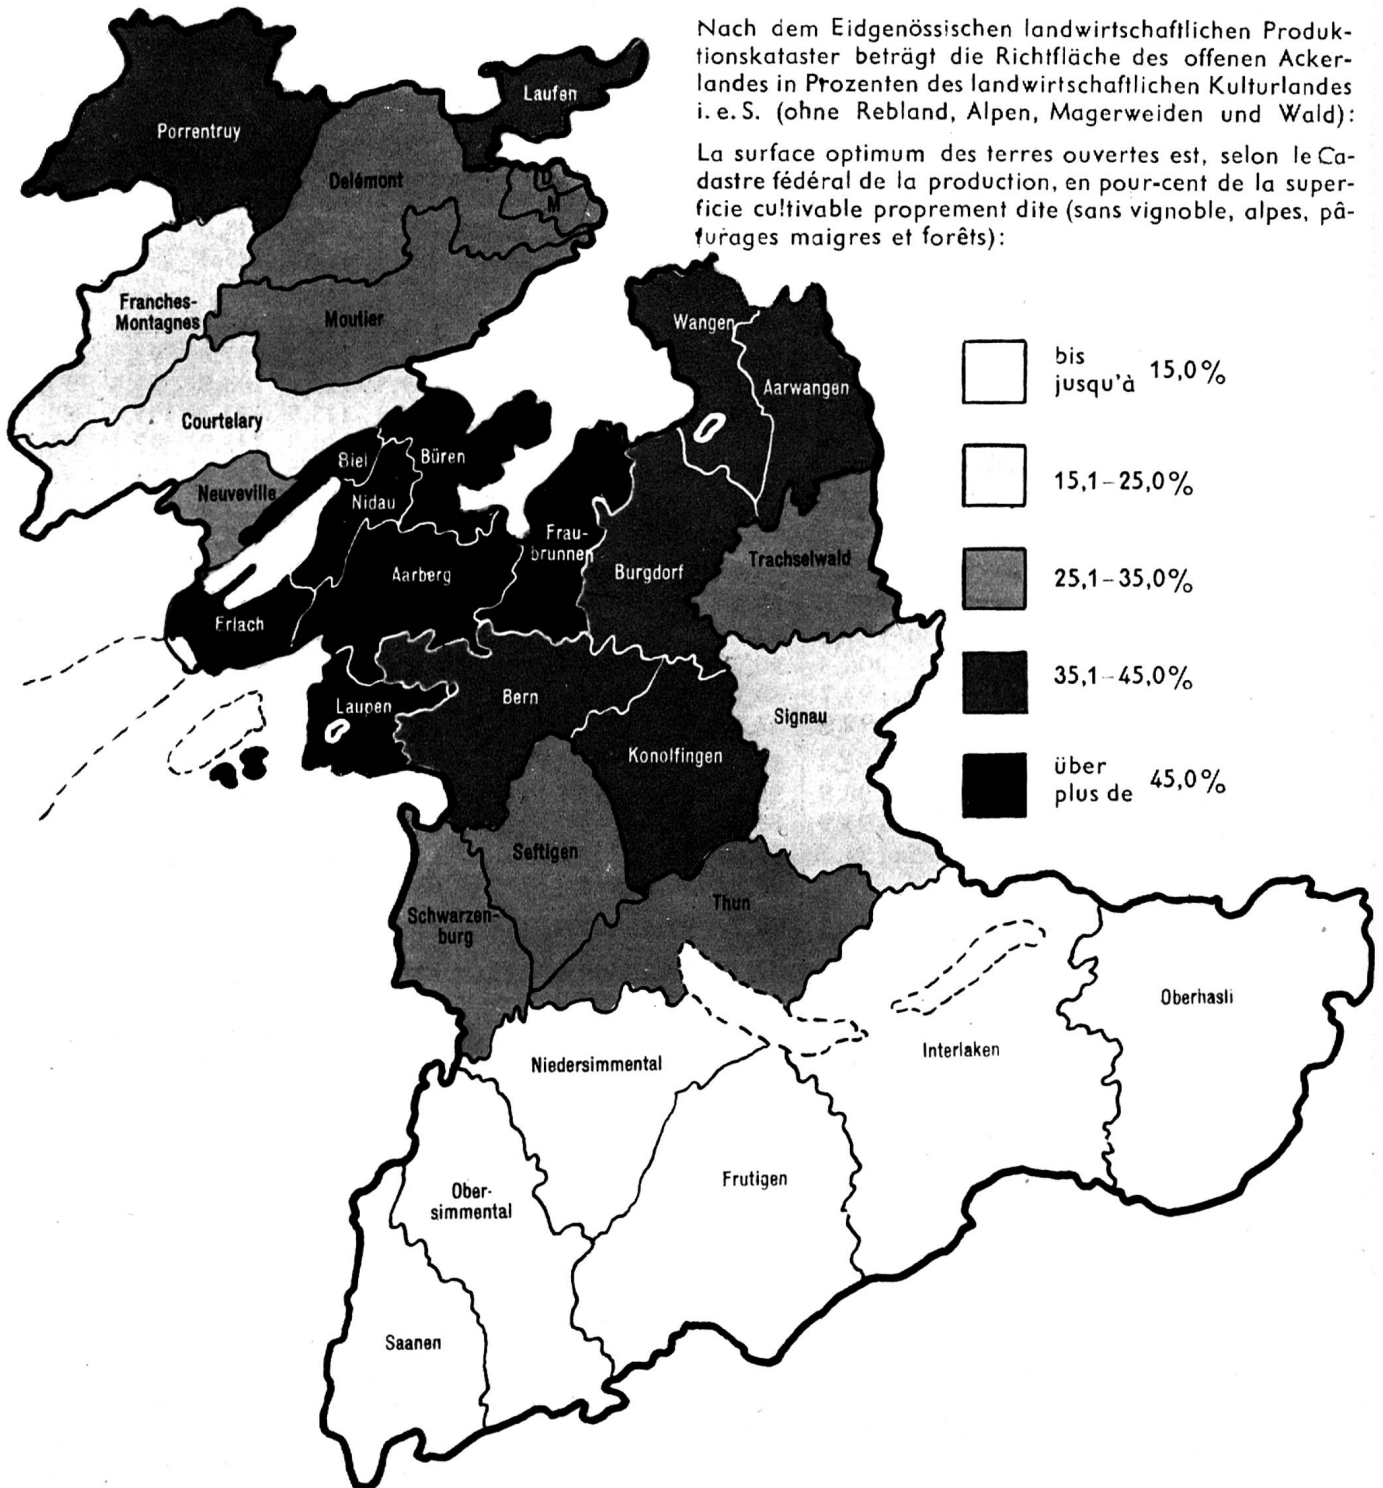 Nach dem Eidgenössischen landwirtschaftlichen Produk-
tionskataster beträgt die Richtfläche des offenen Acker-
landes in Prozenten des landwirtschaftlichen Kulturlandes
i. e. S. (ohne Rebland, Alpen, Magerweiden und Wald):
La surface optimum des terres ouvertes est, selon le Ca-
dastre fédéral de la production, en pour-cent de la super-
ficie cultivable proprement dite (sans vignoble, alpes, pâ-
turages maigres et forêts):
Laufen
Porrentruy
Delémont
D
M
Franches-
Montagnes
Moutier
Wangen
Aarwangen
Courtelary
Biel
Büren
Neuveville
Nidau
Frau-
brunnen
Aarberg
Burgdorf
Trachselwald
Erlach
Laupen
Bern
Signau
Konolfingen
Seftigen
Schwarzen-
burg
Thun
Oberhasli
Interlaken
Niedersimmental
Frutigen
Ober-
simmental
Saanen
bis
jusqu'à 15,0%
15,1–25,0%
25,1–35,0%
35,1–45,0%
über
plus de 45,0%